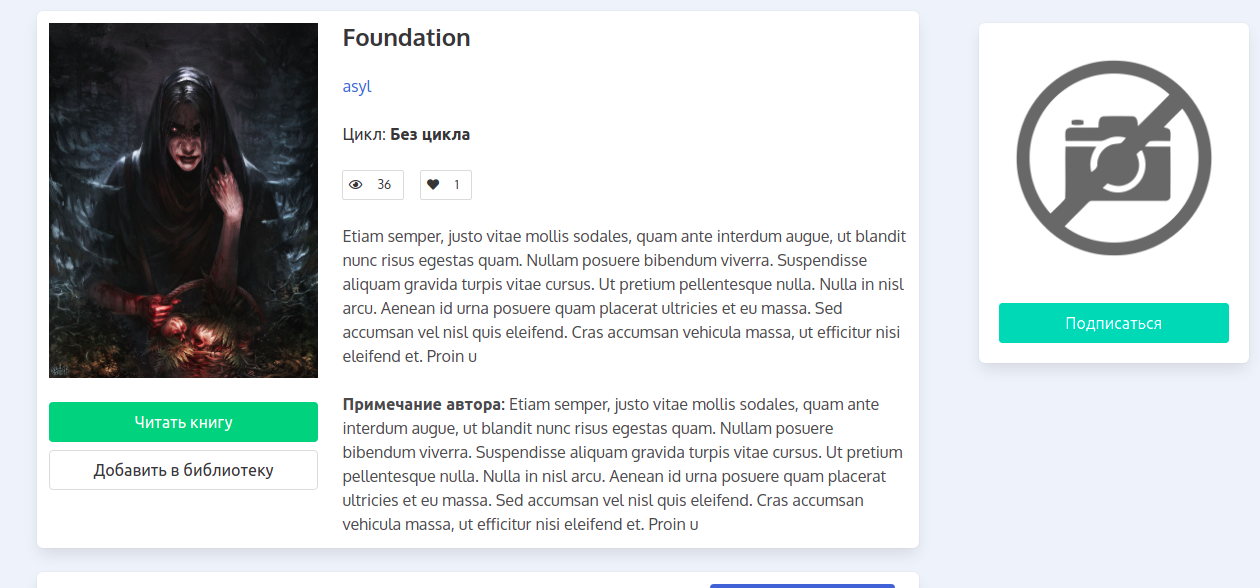 Foundation
asyl
Цикл: Без цикла
36 1
Etiam semper, justo vitae mollis sodales, quam ante interdum augue, ut blandit
nunc risus egestas quam. Nullam posuere bibendum viverra. Suspendisse
aliquam gravida turpis vitae cursus. Ut pretium pellentesque nulla. Nulla in nisl
arcu. Aenean id urna posuere quam placerat ultricies et eu massa. Sed
accumsan vel nisl quis eleifend. Cras accumsan vehicula massa, ut efficitur nisi
eleifend et. Proin u
Примечание автора: Etiam semper, justo vitae mollis sodales, quam ante
interdum augue, ut blandit nunc risus egestas quam. Nullam posuere
bibendum viverra. Suspendisse aliquam gravida turpis vitae cursus. Ut pretium
pellentesque nulla. Nulla in nisl arcu. Aenean id urna posuere quam placerat
ultricies et eu massa. Sed accumsan vel nisl quis eleifend. Cras accumsan
vehicula massa, ut efficitur nisi eleifend et. Proin u
Читать книгу
Добавить в библиотеку
Подписаться